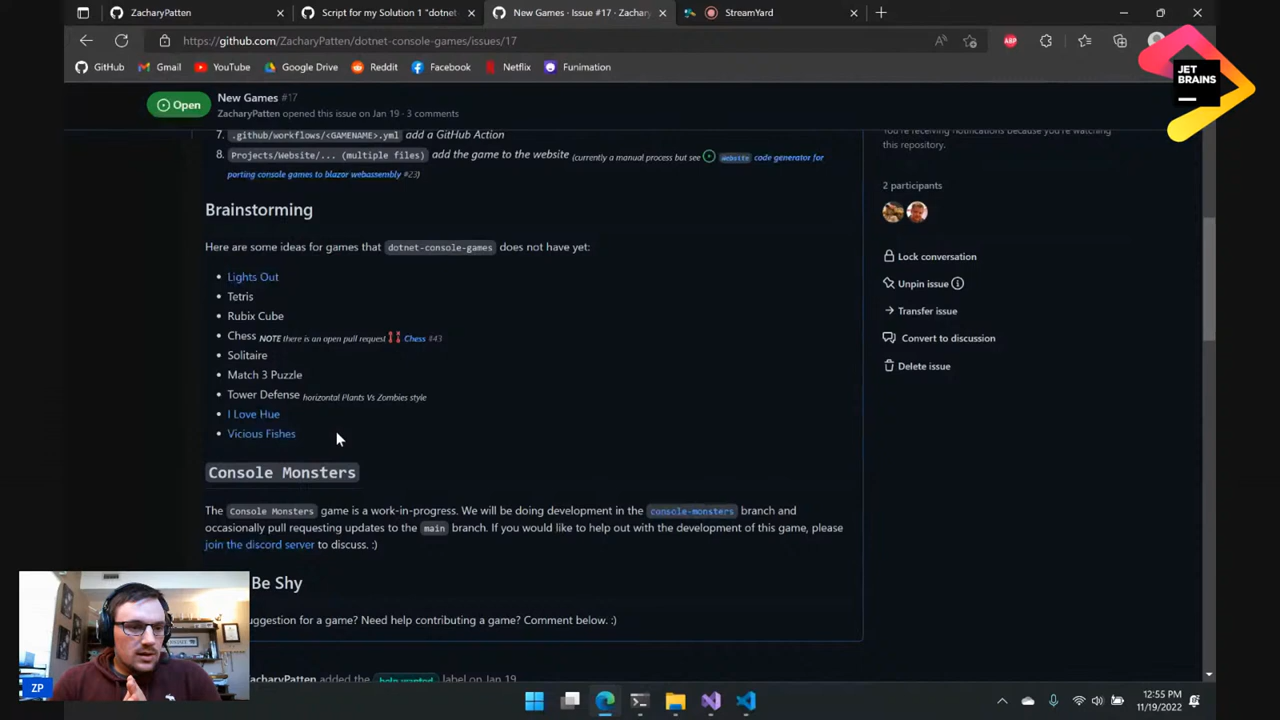 ZacharyPatten
Script for my Solution 1 "dotnet
New Games · Issue #17 · Zachary
StreamYard
https://github.com/ZacharyPatten/dotnet-console-games/issues/17
ABP
GitHub
Gmail
YouTube
Google Drive
Reddit
Facebook
Netflix
Funimation
JET
BRAINS
Open
New Games #17
ZacharyPatten opened this issue on Jan 19 · 3 comments
7. .github/workflows/<GAMENAME>.yml add a GitHub Action
8. Projects/Website/... (multiple files) add the game to the website (currently a manual process but see Website code generator for
porting console games to blazor webassembly #23)
You're receiving notifications because you're watching
this repository.
2 participants
Lock conversation
Unpin issue
Transfer issue
Convert to discussion
Delete issue
Brainstorming
Here are some ideas for games that dotnet-console-games does not have yet:
• Lights Out
• Tetris
• Rubix Cube
• Chess NOTE there is an open pull request Chess #43
• Solitaire
• Match 3 Puzzle
• Tower Defense horizontal Plants Vs Zombies style
• I Love Hue
• Vicious Fishes
Console Monsters
The Console Monsters game is a work-in-progress. We will be doing development in the console-monsters branch and
occasionally pull requesting updates to the main branch. If you would like to help out with the development of this game, please
join the discord server to discuss. :)
Be Shy
uggestion for a game? Need help contributing a game? Comment below. :)
ZacharyPatten added the help wanted label on Jan 19
ZP
12:55 PM
11/19/2022